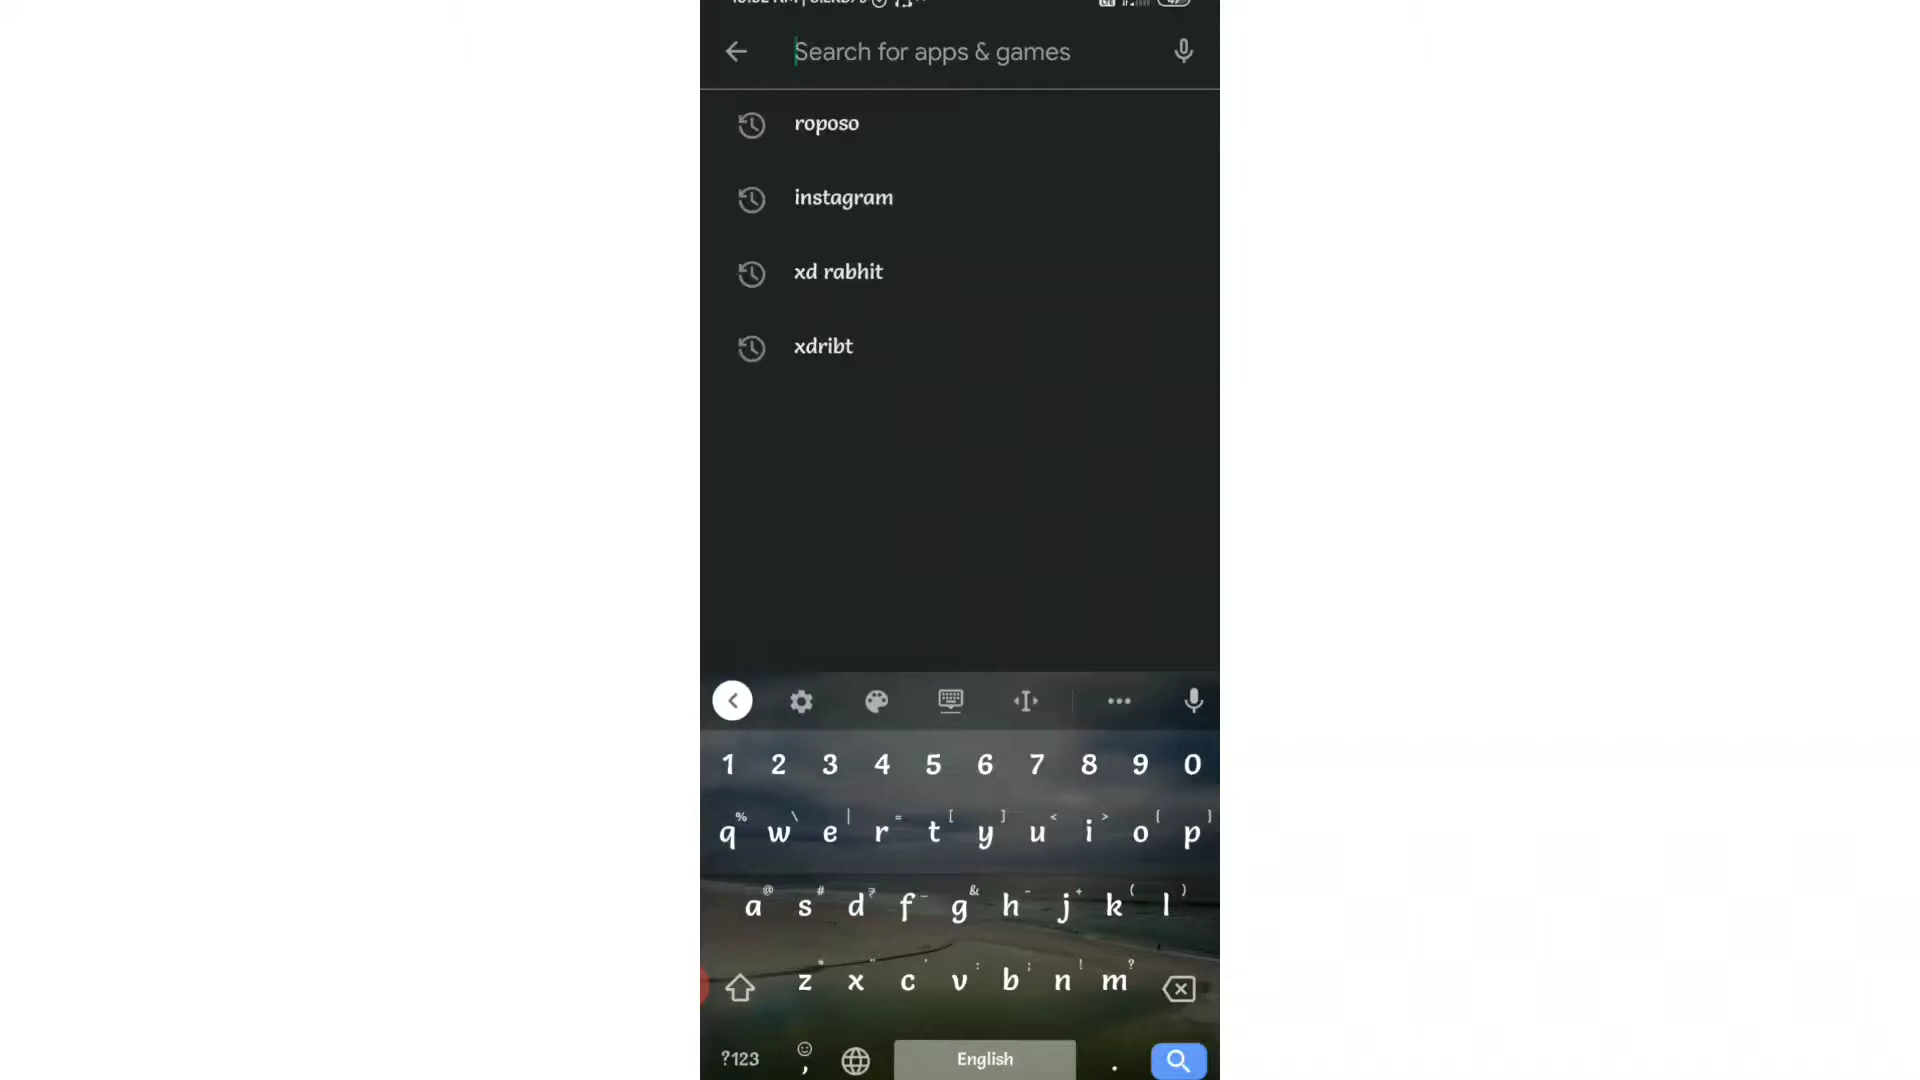 Search for apps & games
roposo
instagram
xd rabhit
xdribt
1 2 3 4 5 6 7 8 9 0
% \ | = [ ] < > { }
q w e r t y u i o p
@ # ₹ _ & - + ( )
a s d f g h j k l
* " ' : ; ! ?
z x c v b n m
?123 , English .